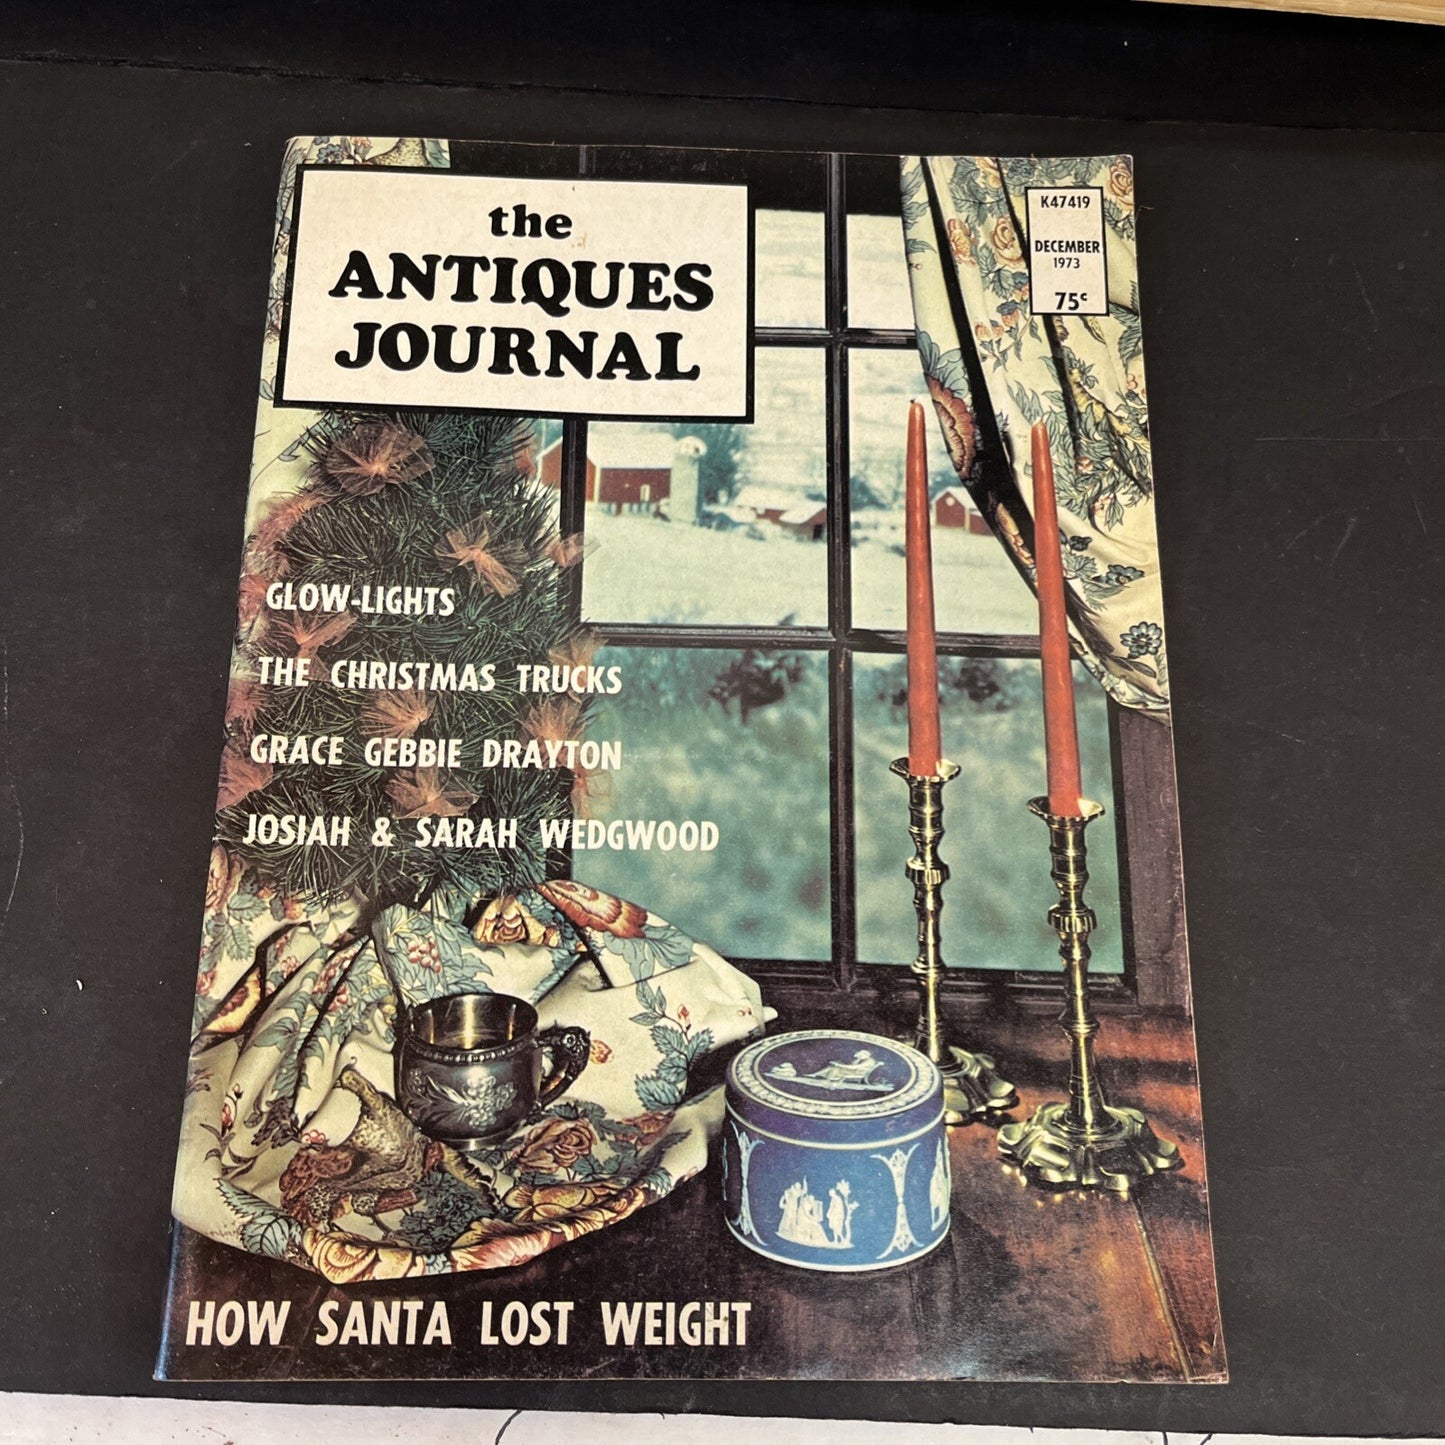 the
ANTIQUES
JOURNAL
K47419
DECEMBER
1973
75¢
GLOW-LIGHTS
THE CHRISTMAS TRUCKS
GRACE GEBBIE DRAYTON
JOSIAH & SARAH WEDGWOOD
HOW SANTA LOST WEIGHT